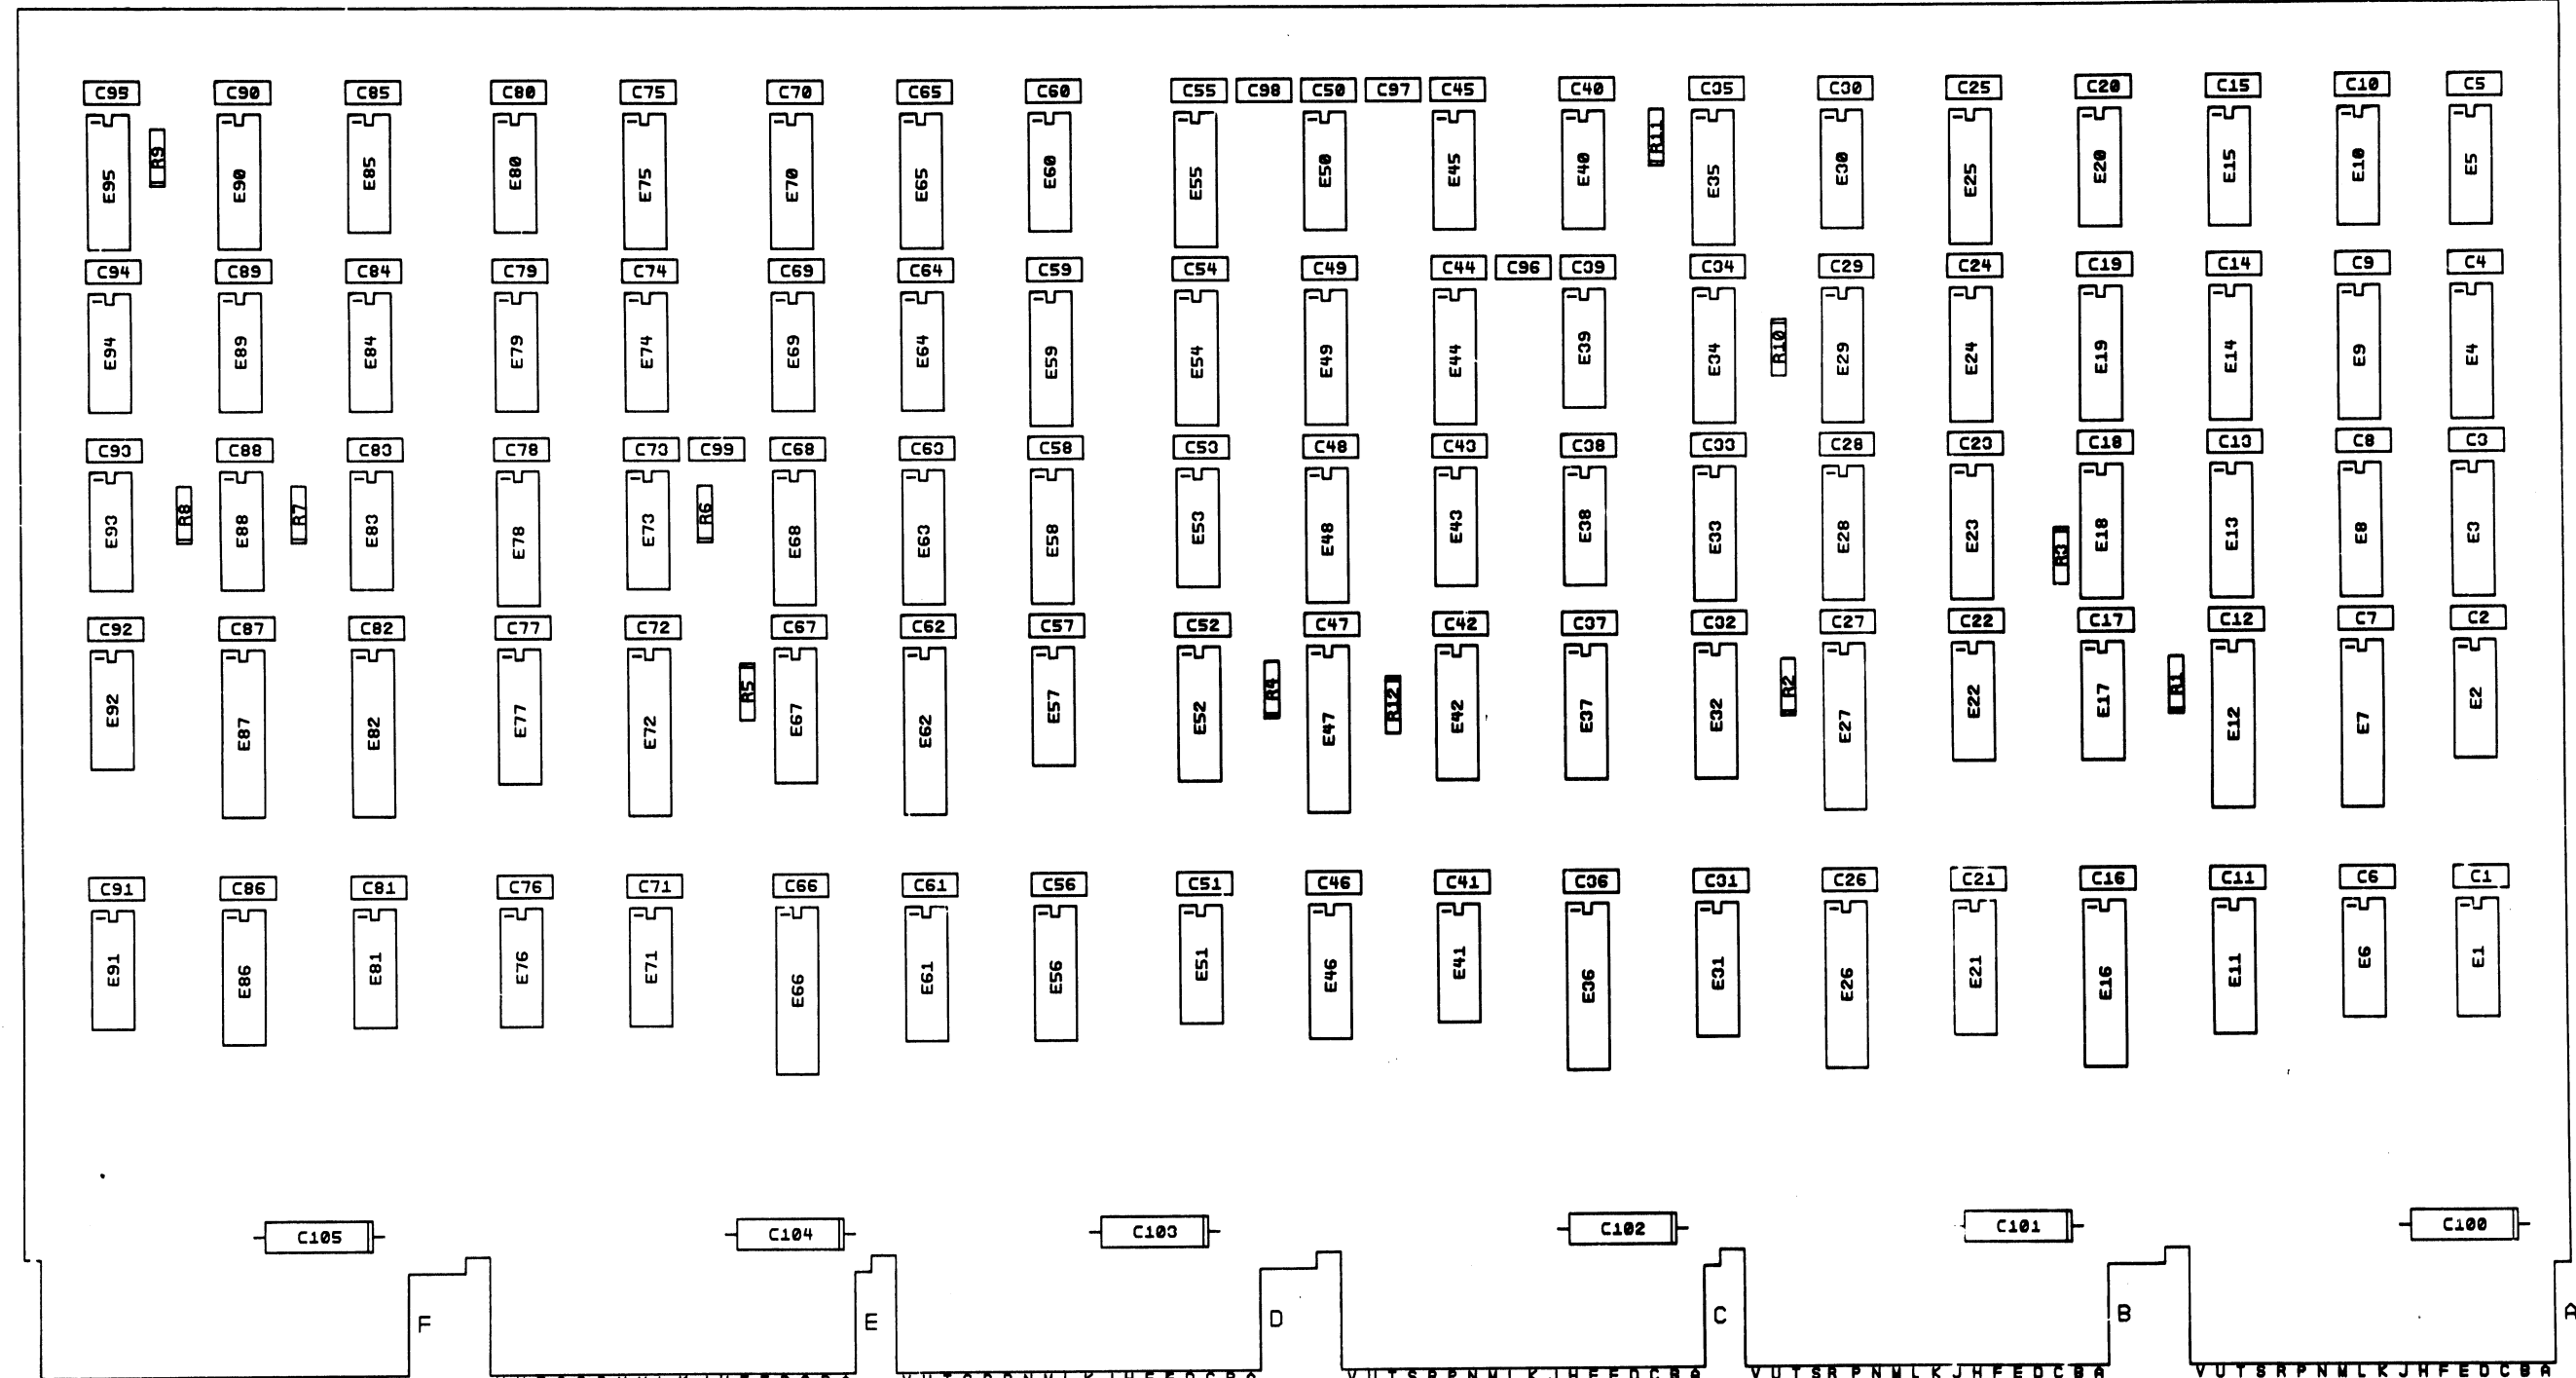 C95 C90 C85 C80 C75 C70 C65 C60 C55 C98 C50 C97 C45 C40 C35 C30 C25 C20 C15 C10 C5
E95 R9 E90 E85 E80 E75 E70 E65 E60 E55 E50 E45 E40 R11 E35 E30 E25 E20 E15 E10 E5
C94 C89 C84 C79 C74 C69 C64 C59 C54 C49 C44 C96 C39 C34 C29 C24 C19 C14 C9 C4
E94 E89 E84 E79 E74 E69 E64 E59 E54 E49 E44 E39 E34 R10 E29 E24 E19 E14 E9 E4
C93 C88 C83 C78 C73 C99 C68 C63 C58 C53 C48 C43 C38 C33 C28 C23 C18 C13 C8 C3
E93 R8 E88 R7 E83 E78 E73 R6 E68 E63 E58 E53 E48 E43 E38 E33 E28 E23 R3 E18 E13 E8 E3
C92 C87 C82 C77 C72 C67 C62 C57 C52 C47 C42 C37 C32 C27 C22 C17 C12 C7 C2
E92 E87 E82 E77 E72 R5 E67 E62 E57 E52 R4 E47 R12 E42 E37 E32 R2 E27 E22 E17 R1 E12 E7 E2
C91 C86 C81 C76 C71 C66 C61 C56 C51 C46 C41 C36 C31 C26 C21 C16 C11 C6 C1
E91 E86 E81 E76 E71 E66 E61 E56 E51 E46 E41 E36 E31 E26 E21 E16 E11 E6 E1
C105 C104 C103 C102 C101 C100
F E D C B A
V U T S R P N M L K J H F E D C B A V U T S R P N M L K J H F E D C B A